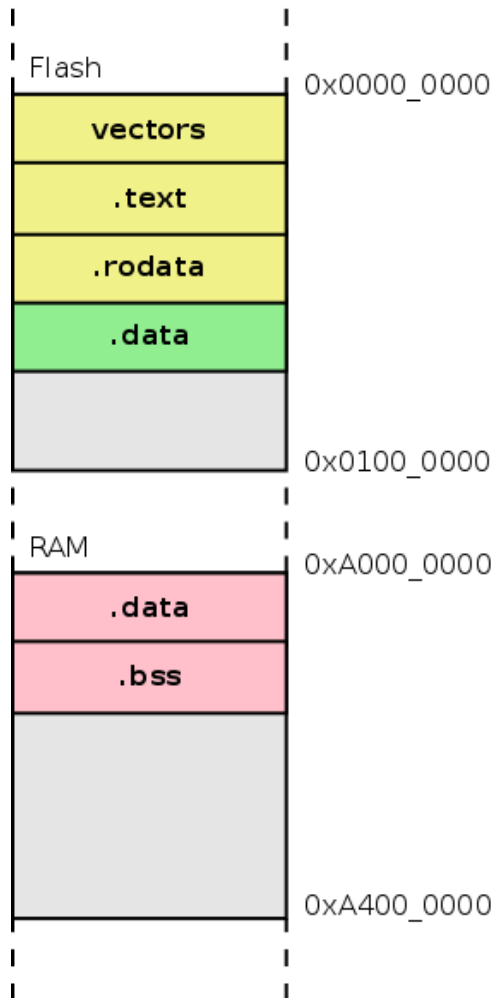 Flash
0x0000_0000
vectors
.text
.rodata
.data
0x0100_0000
RAM
0xA000_0000
.data
.bss
0xA400_0000